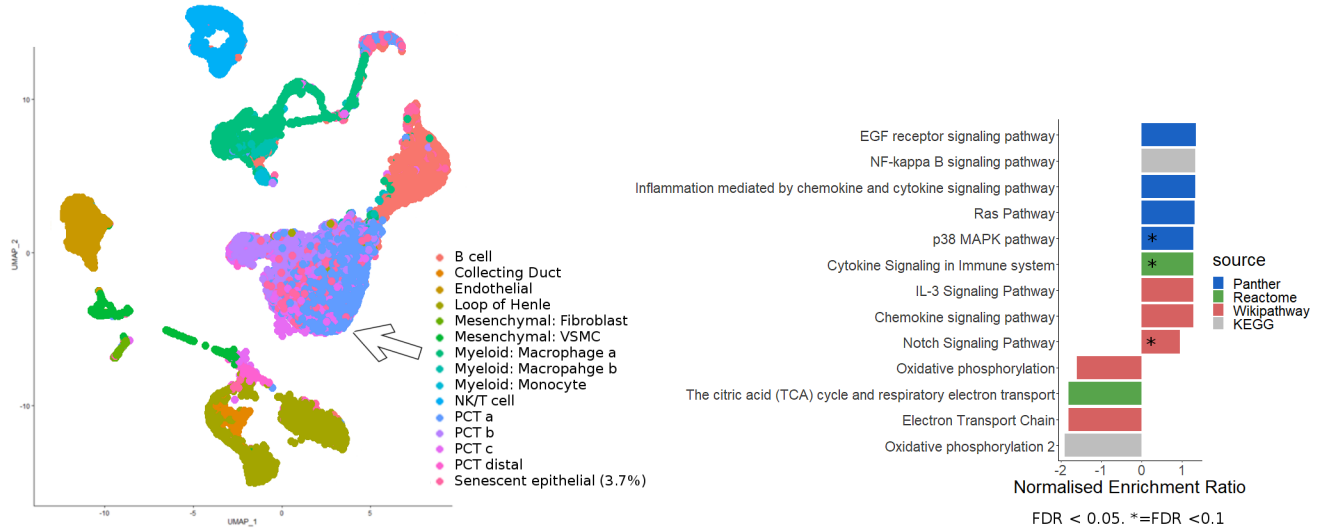 10
0
-10
UMAP_2
-10
-5
0
5
UMAP_1
B cell
Collecting Duct
Endothelial
Loop of Henle
Mesenchymal: Fibroblast
Mesenchymal: VSMC
Myeloid: Macrophage a
Myeloid: Macropahge b
Myeloid: Monocyte
NK/T cell
PCT a
PCT b
PCT c
PCT distal
Senescent epithelial (3.7%)
EGF receptor signaling pathway
NF-kappa B signaling pathway
Inflammation mediated by chemokine and cytokine signaling pathway
Ras Pathway
p38 MAPK pathway *
Cytokine Signaling in Immune system *
IL-3 Signaling Pathway
Chemokine signaling pathway
Notch Signaling Pathway *
Oxidative phosphorylation
The citric acid (TCA) cycle and respiratory electron transport
Electron Transport Chain
Oxidative phosphorylation 2
-2 -1 0 1
Normalised Enrichment Ratio
FDR < 0.05. *=FDR <0.1
source
Panther
Reactome
Wikipathway
KEGG